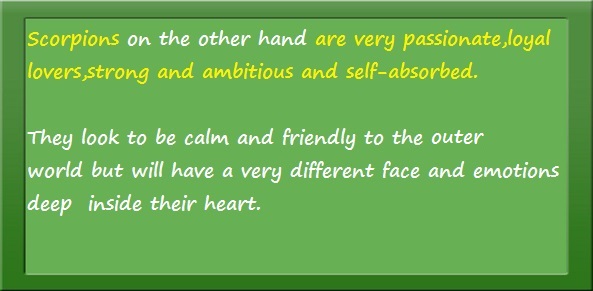 Scorpions on the other hand are very passionate,loyal
lovers,strong and ambitious and self-absorbed.
They look to be calm and friendly to the outer
world but will have a very different face and emotions
deep inside their heart.